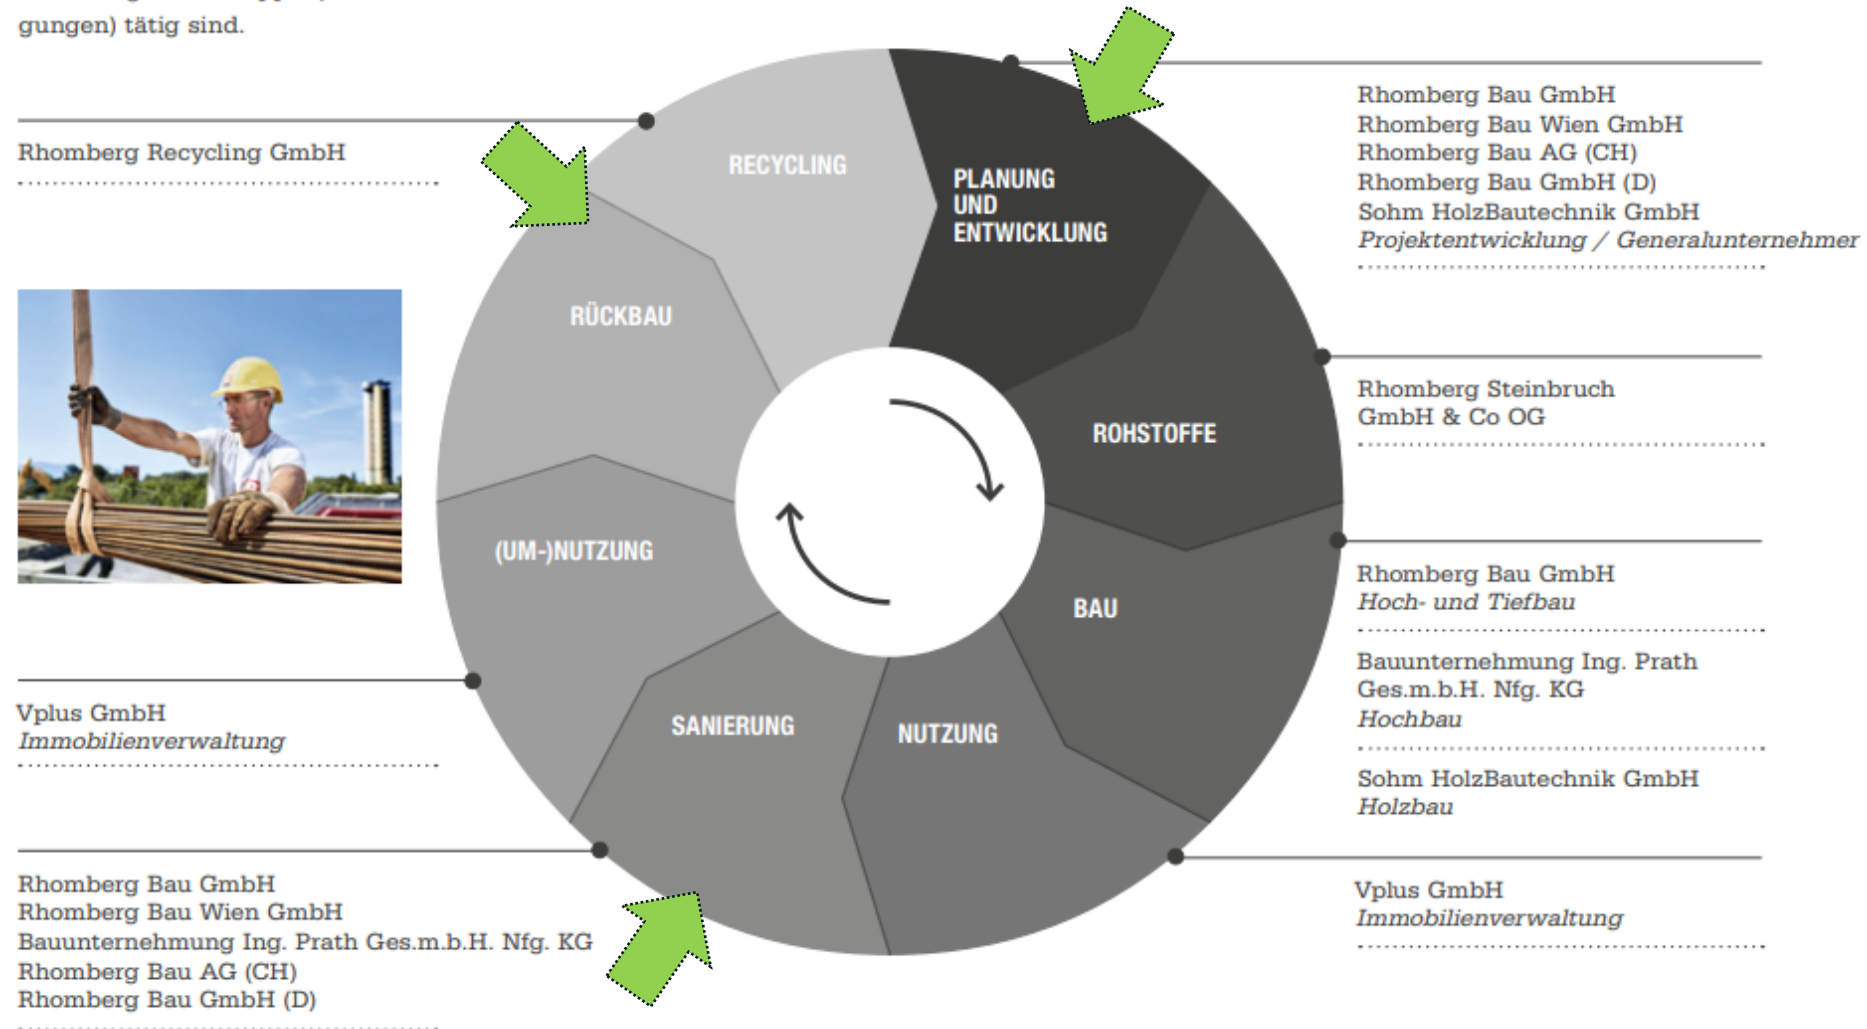 gungen) tätig sind.
Rhomberg Recycling GmbH
RECYCLING
PLANUNG
UND
ENTWICKLUNG
Rhomberg Bau GmbH
Rhomberg Bau Wien GmbH
Rhomberg Bau AG (CH)
Rhomberg Bau GmbH (D)
Sohm HolzBautechnik GmbH
Projektentwicklung / Generalunternehmer
RÜCKBAU
ROHSTOFFE
Rhomberg Steinbruch
GmbH & Co OG
(UM-)NUTZUNG
BAU
Rhomberg Bau GmbH
Hoch- und Tiefbau
Bauunternehmung Ing. Prath
Ges.m.b.H. Nfg. KG
Hochbau
Sohm HolzBautechnik GmbH
Holzbau
SANIERUNG
NUTZUNG
Vplus GmbH
Immobilienverwaltung
Vplus GmbH
Immobilienverwaltung
Rhomberg Bau GmbH
Rhomberg Bau Wien GmbH
Bauunternehmung Ing. Prath Ges.m.b.H. Nfg. KG
Rhomberg Bau AG (CH)
Rhomberg Bau GmbH (D)